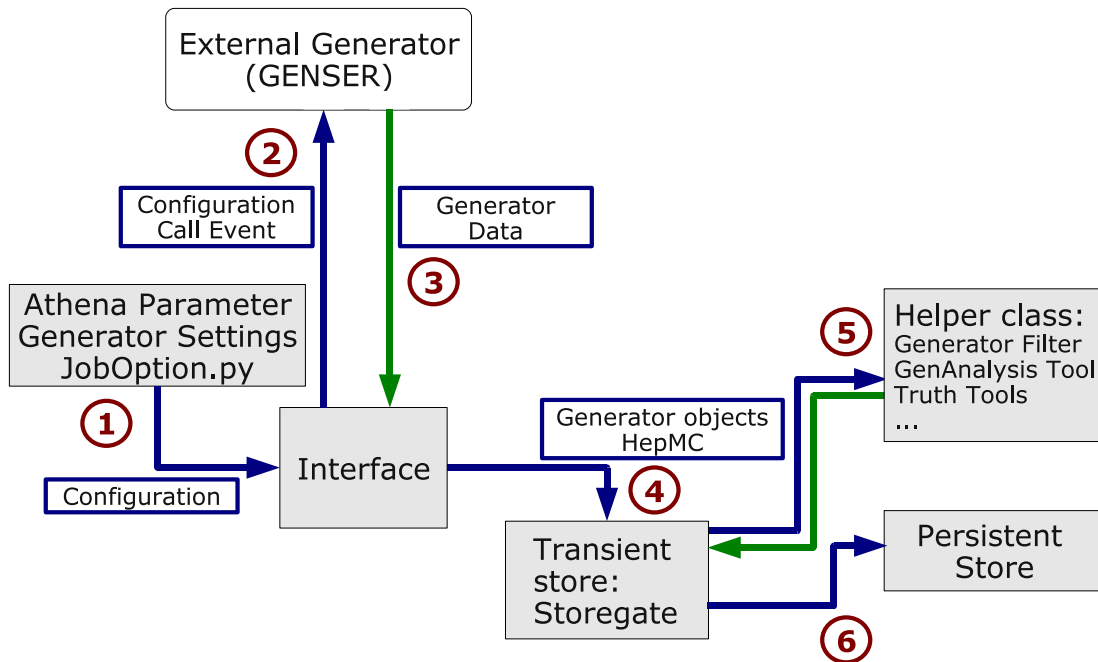 External Generator
(GENSER)
2
Configuration
Call Event
Generator
Data
3
Athena Parameter
Generator Settings
JobOption.py
1
Configuration
Interface
Generator objects
HepMC
4
5
Helper class:
Generator Filter
GenAnalysis Tool
Truth Tools
...
Transient
store:
Storegate
Persistent
Store
6